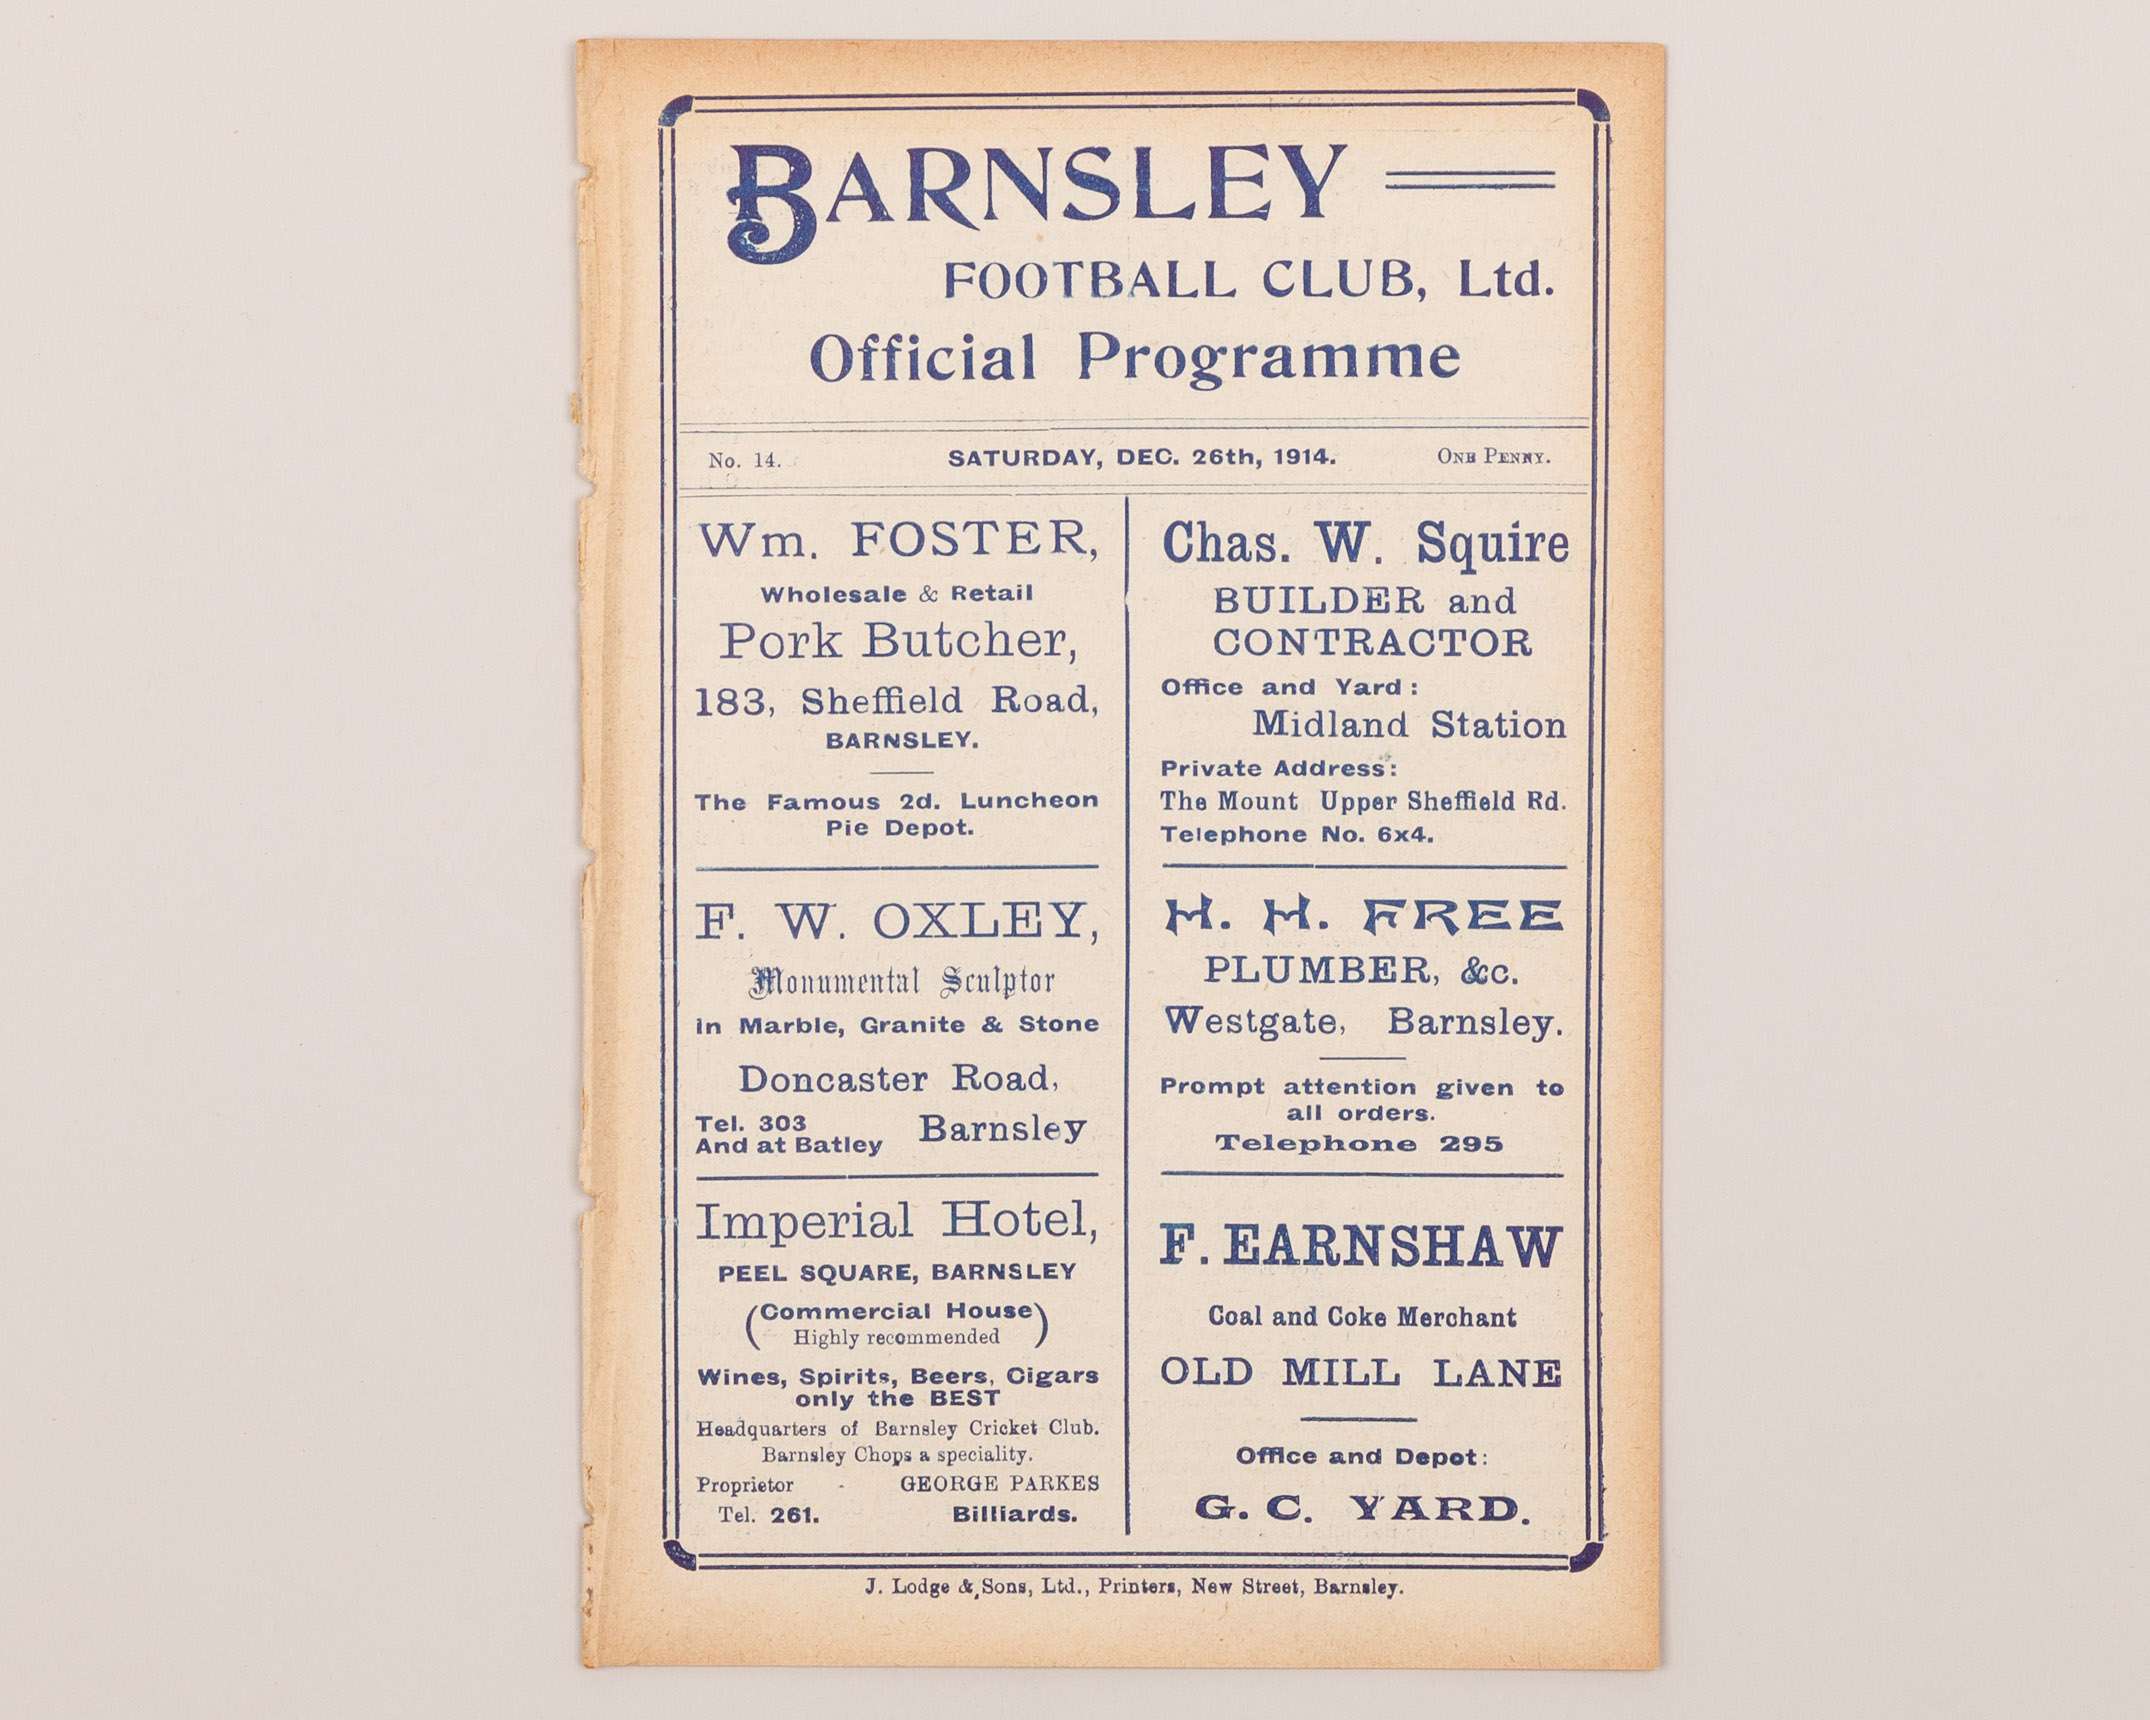 BARNSLEY
FOOTBALL CLUB, Ltd.
Official Programme
No. 14. SATURDAY, DEC. 26th, 1914. ONE PENNY.
Wm. FOSTER,
Wholesale & Retail
Pork Butcher,
183, Sheffield Road,
BARNSLEY.
The Famous 2d. Luncheon
Pie Depot.
F. W. OXLEY,
Monumental Sculptor
in Marble, Granite & Stone
Doncaster Road,
Tel. 303
And at Batley
Barnsley
Imperial Hotel,
PEEL SQUARE, BARNSLEY
(Commercial House
Highly recommended)
Wines, Spirits, Beers, Cigars
only the BEST
Headquarters of Barnsley Cricket Club.
Barnsley Chops a speciality.
Proprietor - GEORGE PARKES
Tel. 261. Billiards.
Chas. W. Squire
BUILDER and
CONTRACTOR
Office and Yard:
Midland Station
Private Address:
The Mount Upper Sheffield Rd.
Telephone No. 6x4.
H. H. FREE
PLUMBER, &c.
Westgate, Barnsley.
Prompt attention given to
all orders.
Telephone 295
F. EARNSHAW
Coal and Coke Merchant
OLD MILL LANE
Office and Depot:
G. C. YARD.
J. Lodge & Sons, Ltd., Printers, New Street, Barnsley.